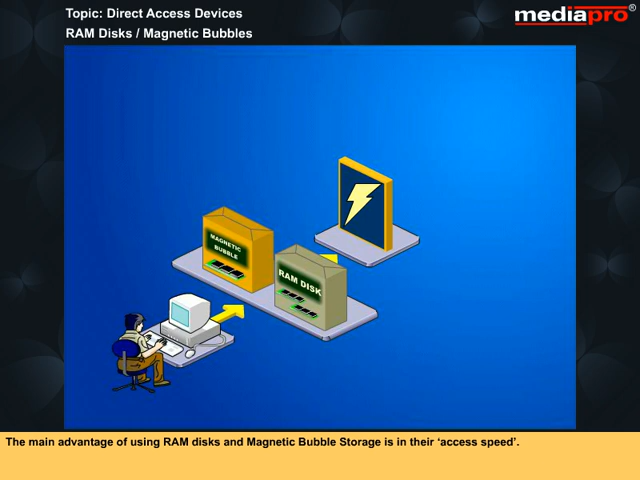 Topic: Direct Access Devices
RAM Disks / Magnetic Bubbles
mediapro®
MAGNETIC
BUBBLE
RAM DISK
The main advantage of using RAM disks and Magnetic Bubble Storage is in their ‘access speed’.